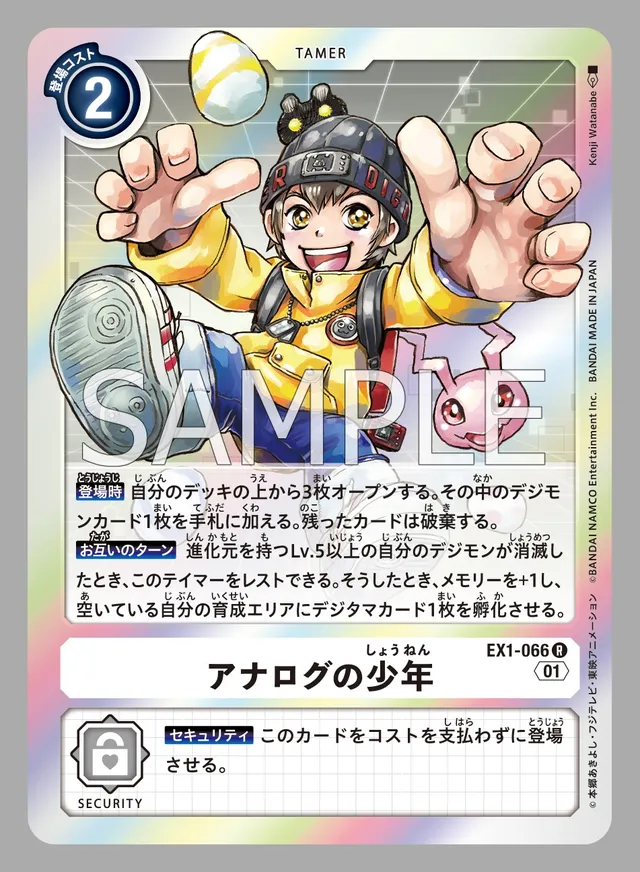 TAMER
登場コスト
2
Kenji Watanabe
DIGI
SAMPLE
登場時 自分のデッキの上から3枚オープンする。その中のデジモ
ンカード1枚を手札に加える。残ったカードは破棄する。
お互いのターン 進化元を持つLv.5以上の自分のデジモンが消滅し
たとき、このテイマーをレストできる。そうしたとき、メモリーを+1し、
空いている自分の育成エリアにデジタマカード1枚を孵化させる。
しょうねん
アナログの少年
EX1-066 R
01
セキュリティ このカードをコストを支払わずに登場
させる。
SECURITY
©本郷あきよし・フジテレビ・東映アニメーション ©BANDAI NAMCO Entertainment Inc. BANDAI MADE IN JAPAN